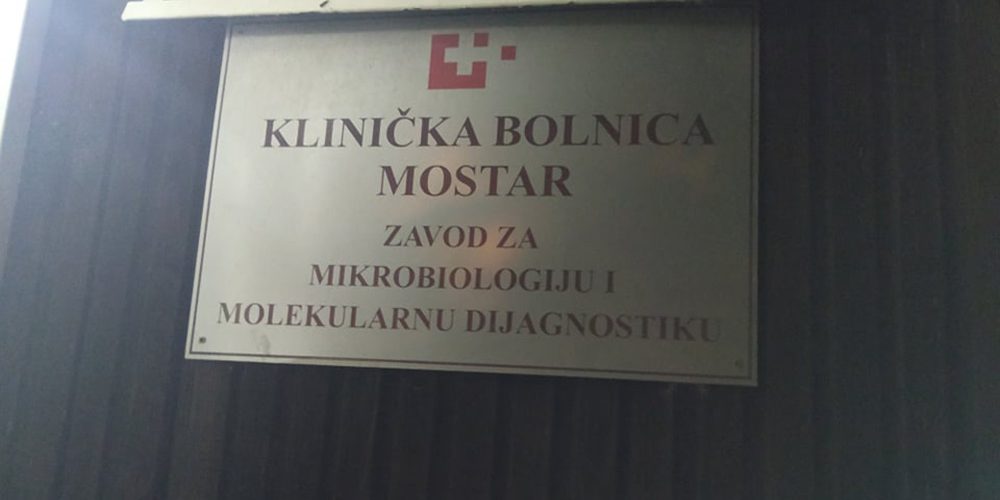 KLINIČKA BOLNICA
MOSTAR
ZAVOD ZA
MIKROBIOLOGIJU I
MOLEKULARNU DIJAGNOSTIKU